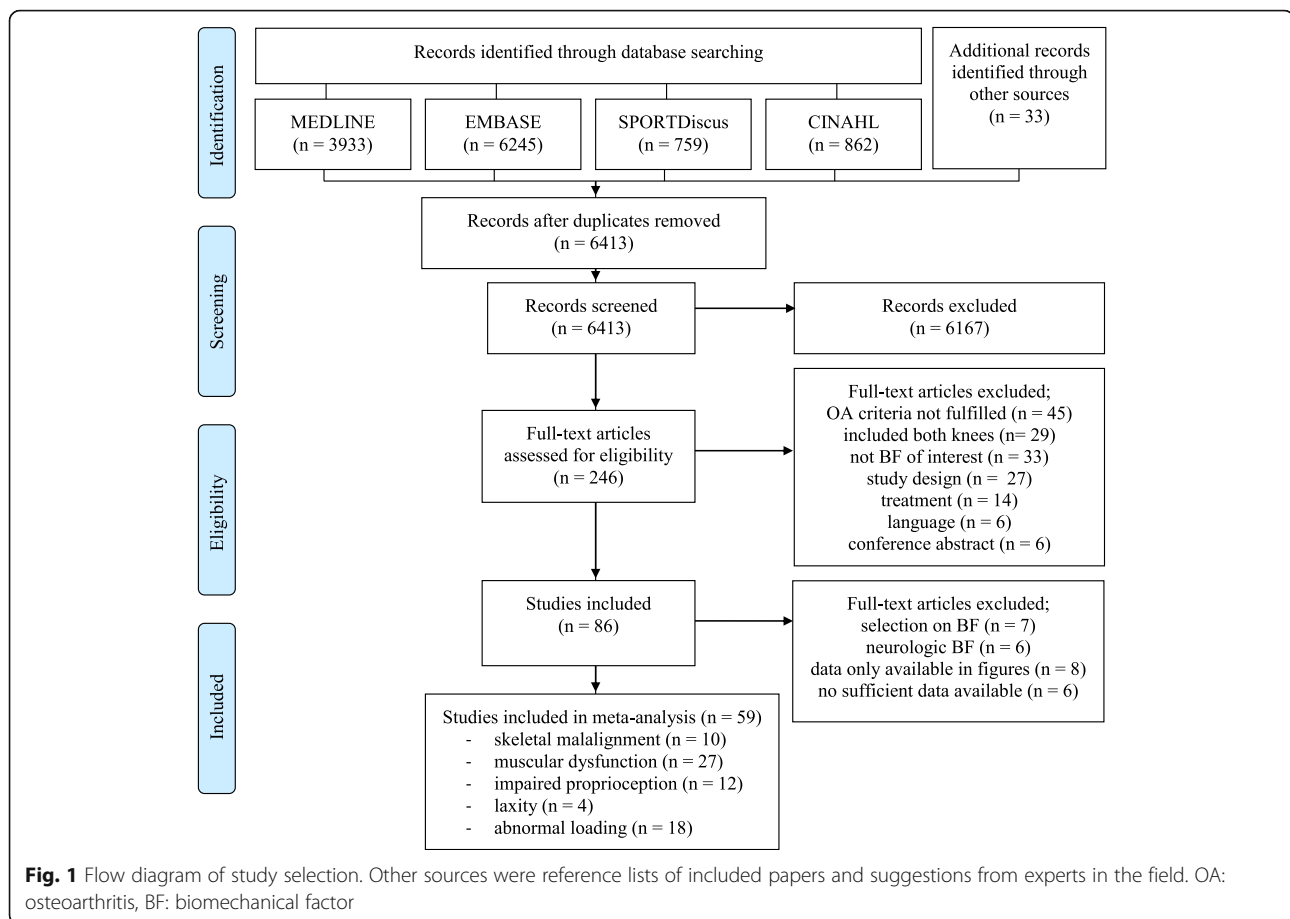 Identification
Records identified through database searching
Additional records
identified through
other sources
(n = 33)
MEDLINE
(n = 3933)
EMBASE
(n = 6245)
SPORTDiscus
(n = 759)
CINAHL
(n = 862)
Records after duplicates removed
(n = 6413)
Screening
Records screened
(n = 6413)
Records excluded
(n = 6167)
Eligibility
Full-text articles
assessed for eligibility
(n = 246)
Full-text articles excluded;
OA criteria not fulfilled (n = 45)
included both knees (n= 29)
not BF of interest (n = 33)
study design (n = 27)
treatment (n = 14)
language (n = 6)
conference abstract (n = 6)
Included
Studies included
(n = 86)
Full-text articles excluded;
selection on BF (n = 7)
neurologic BF (n = 6)
data only available in figures (n = 8)
no sufficient data available (n = 6)
Studies included in meta-analysis (n = 59)
- skeletal malalignment (n = 10)
- muscular dysfunction (n = 27)
- impaired proprioception (n = 12)
- laxity (n = 4)
- abnormal loading (n = 18)
Fig. 1 Flow diagram of study selection. Other sources were reference lists of included papers and suggestions from experts in the field. OA:
osteoarthritis, BF: biomechanical factor